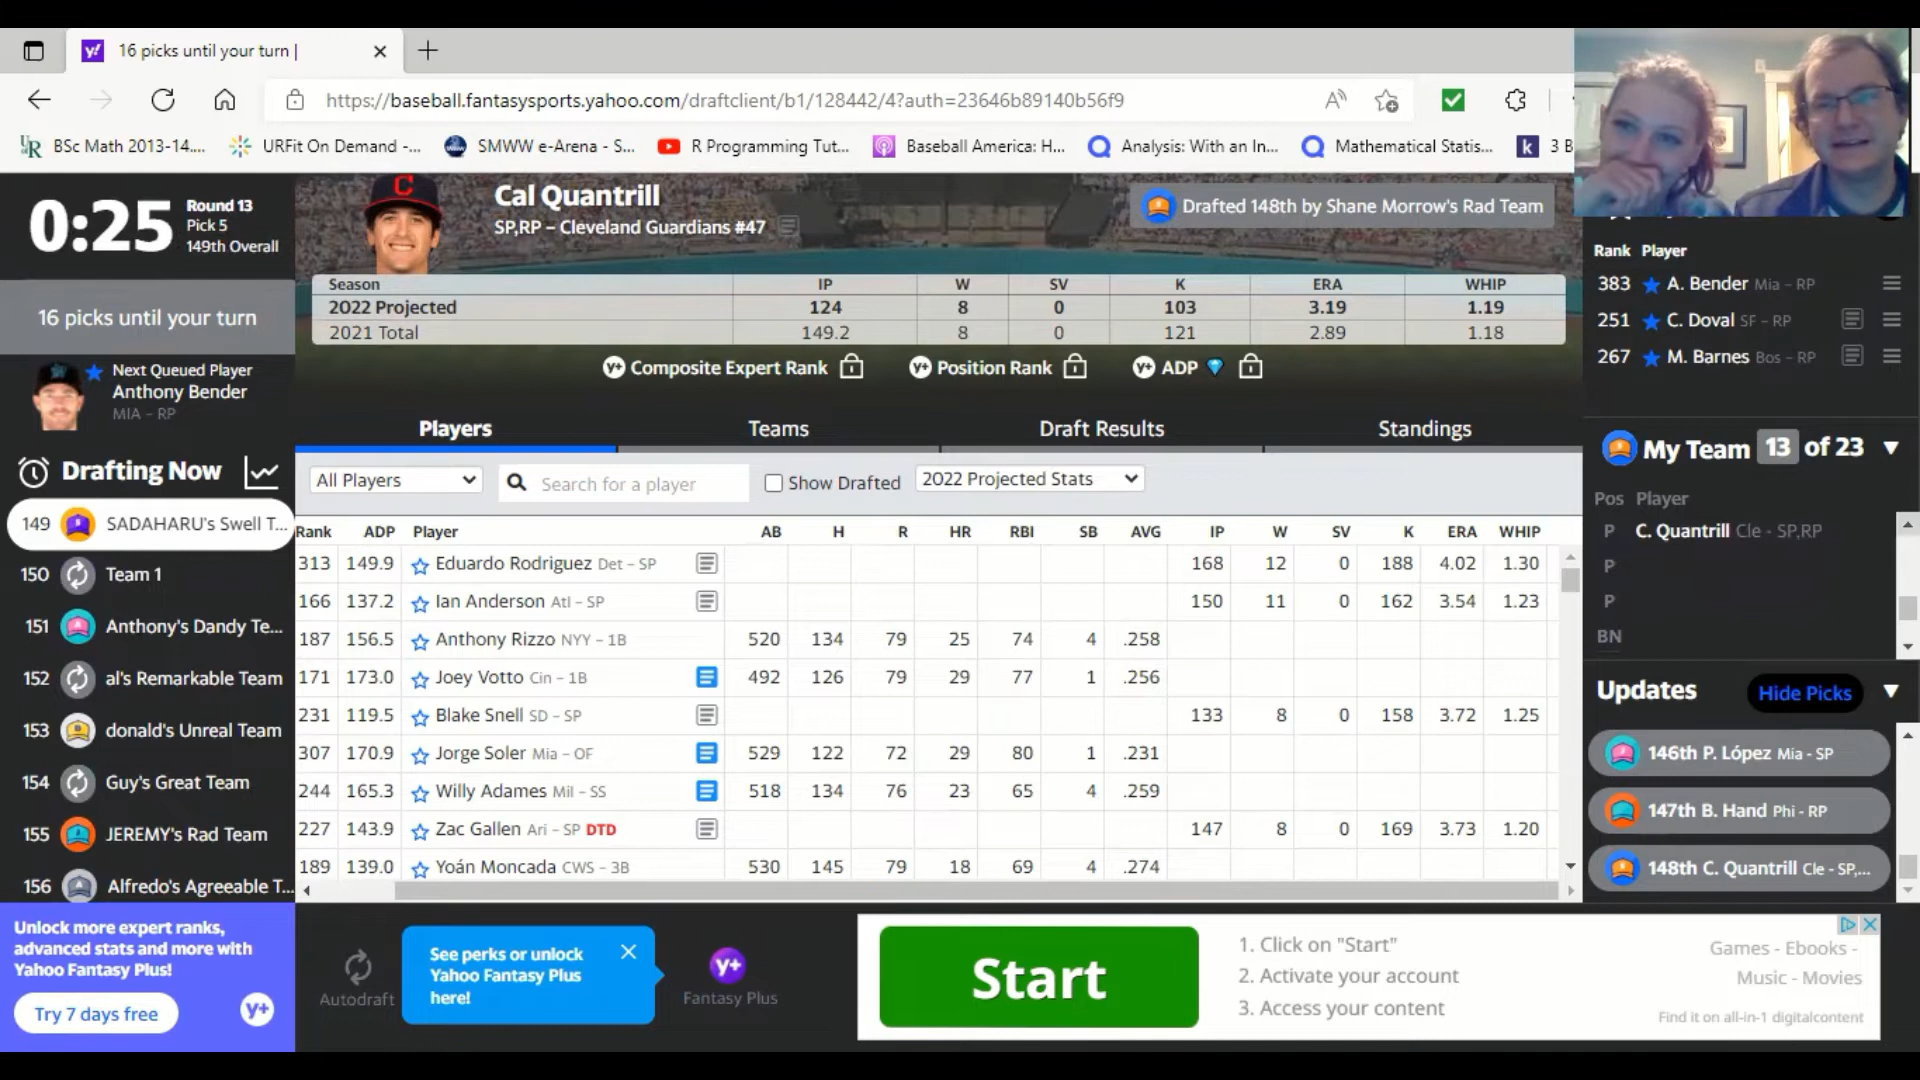 16 picks until your turn |
https://baseball.fantasysports.yahoo.com/draftclient/b1/128442/4?auth=23646b89140b56f9
BSc Math 2013-14....
URFit On Demand -...
SMWW e-Arena - S...
R Programming Tut...
Baseball America: H...
Analysis: With an In...
Mathematical Statis...
k 3 B
0:25
Round 13
Pick 5
149th Overall
16 picks until your turn
Next Queued Player
Anthony Bender
MIA – RP
Drafting Now
149 SADAHARU's Swell T...
150 Team 1
151 Anthony's Dandy Te...
152 al's Remarkable Team
153 donald's Unreal Team
154 Guy's Great Team
155 JEREMY's Rad Team
156 Alfredo's Agreeable T...
Unlock more expert ranks,
advanced stats and more with
Yahoo Fantasy Plus!
Try 7 days free
y+
Cal Quantrill
SP,RP – Cleveland Guardians #47
Drafted 148th by Shane Morrow's Rad Team
Season IP W SV K ERA WHIP
2022 Projected 124 8 0 103 3.19 1.19
2021 Total 149.2 8 0 121 2.89 1.18
y+ Composite Expert Rank
y+ Position Rank
y+ ADP
Players Teams Draft Results Standings
All Players
Search for a player
Show Drafted
2022 Projected Stats
Rank ADP Player AB H R HR RBI SB AVG IP W SV K ERA WHIP
313 149.9 Eduardo Rodriguez Det – SP 168 12 0 188 4.02 1.30
166 137.2 Ian Anderson Atl – SP 150 11 0 162 3.54 1.23
187 156.5 Anthony Rizzo NYY – 1B 520 134 79 25 74 4 .258
171 173.0 Joey Votto Cin – 1B 492 126 79 29 77 1 .256
231 119.5 Blake Snell SD – SP 133 8 0 158 3.72 1.25
307 170.9 Jorge Soler Mia – OF 529 122 72 29 80 1 .231
244 165.3 Willy Adames Mil – SS 518 134 76 23 65 4 .259
227 143.9 Zac Gallen Ari – SP DTD 147 8 0 169 3.73 1.20
189 139.0 Yoán Moncada CWS – 3B 530 145 79 18 69 4 .274
Autodraft
See perks or unlock
Yahoo Fantasy Plus
here!
y+
Fantasy Plus
Start
1. Click on "Start"
2. Activate your account
3. Access your content
Games - Ebooks -
Music - Movies
Find it on all-in-1 digitalcontent
Rank Player
383 A. Bender Mia – RP
251 C. Doval SF – RP
267 M. Barnes Bos – RP
My Team 13 of 23
Pos Player
P C. Quantrill Cle - SP,RP
P
P
BN
Updates
Hide Picks
146th P. López Mia - SP
147th B. Hand Phi - RP
148th C. Quantrill Cle - SP,...